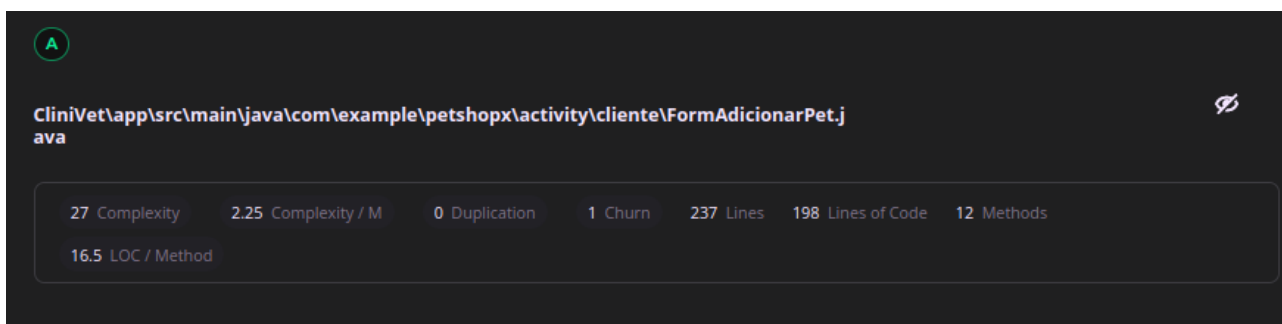 A
CliniVet\app\src\main\java\com\example\petshopx\activity\cliente\FormAdicionarPet.j
ava
27 Complexity 2.25 Complexity / M 0 Duplication 1 Churn 237 Lines 198 Lines of Code 12 Methods
16.5 LOC / Method